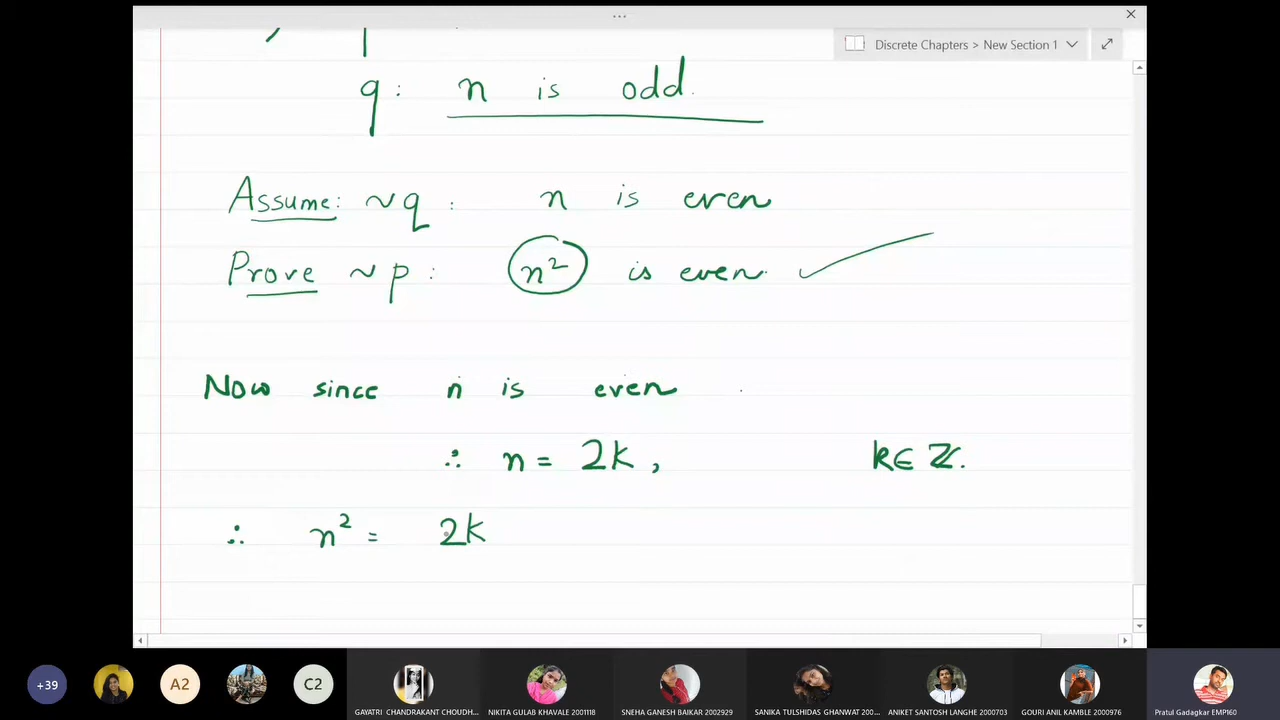 Discrete Chapters > New Section 1
q: n is odd.
Assume: ~q : n is even
Prove ~p : n² is even.
Now since n is even
∴ n = 2k, k ∈ ℤ.
∴ n² = 2k
+39
A2
C2
GAYATRI CHANDRAKANT CHOUDH...
NIKITA GULAB KHAVALE 2001118
SNEHA GANESH BAIKAR 2002929
SANIKA TULSHIDAS GHANWAT 200...
ANIKET SANTOSH LANGHE 2000703
GOURI ANIL KAMBLE 2000976
Pratul Gadagkar EMP160